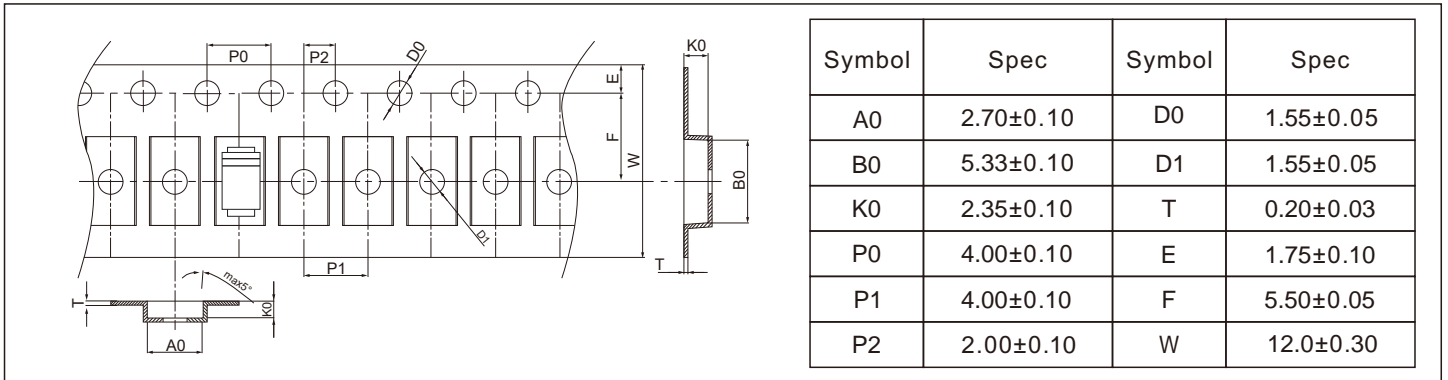 P0
P2
D0
E
F
W
D1
P1
T
max5°
K0
A0
K0
B0
T
Symbol Spec Symbol Spec
A0 2.70±0.10 D0 1.55±0.05
B0 5.33±0.10 D1 1.55±0.05
K0 2.35±0.10 T 0.20±0.03
P0 4.00±0.10 E 1.75±0.10
P1 4.00±0.10 F 5.50±0.05
P2 2.00±0.10 W 12.0±0.30